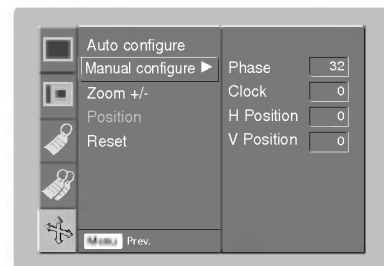 Auto configure
Manual configure ▶
Zoom +/-
Position
Reset
Phase 32
Clock 0
H Position 0
V Position 0
Menu Prev.